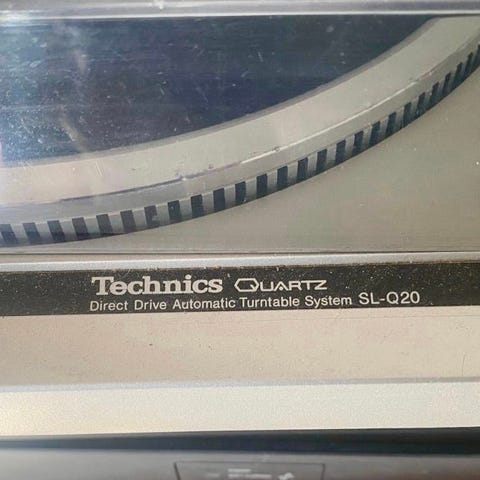 Technics QUARTZ
Direct Drive Automatic Turntable System SL-Q20